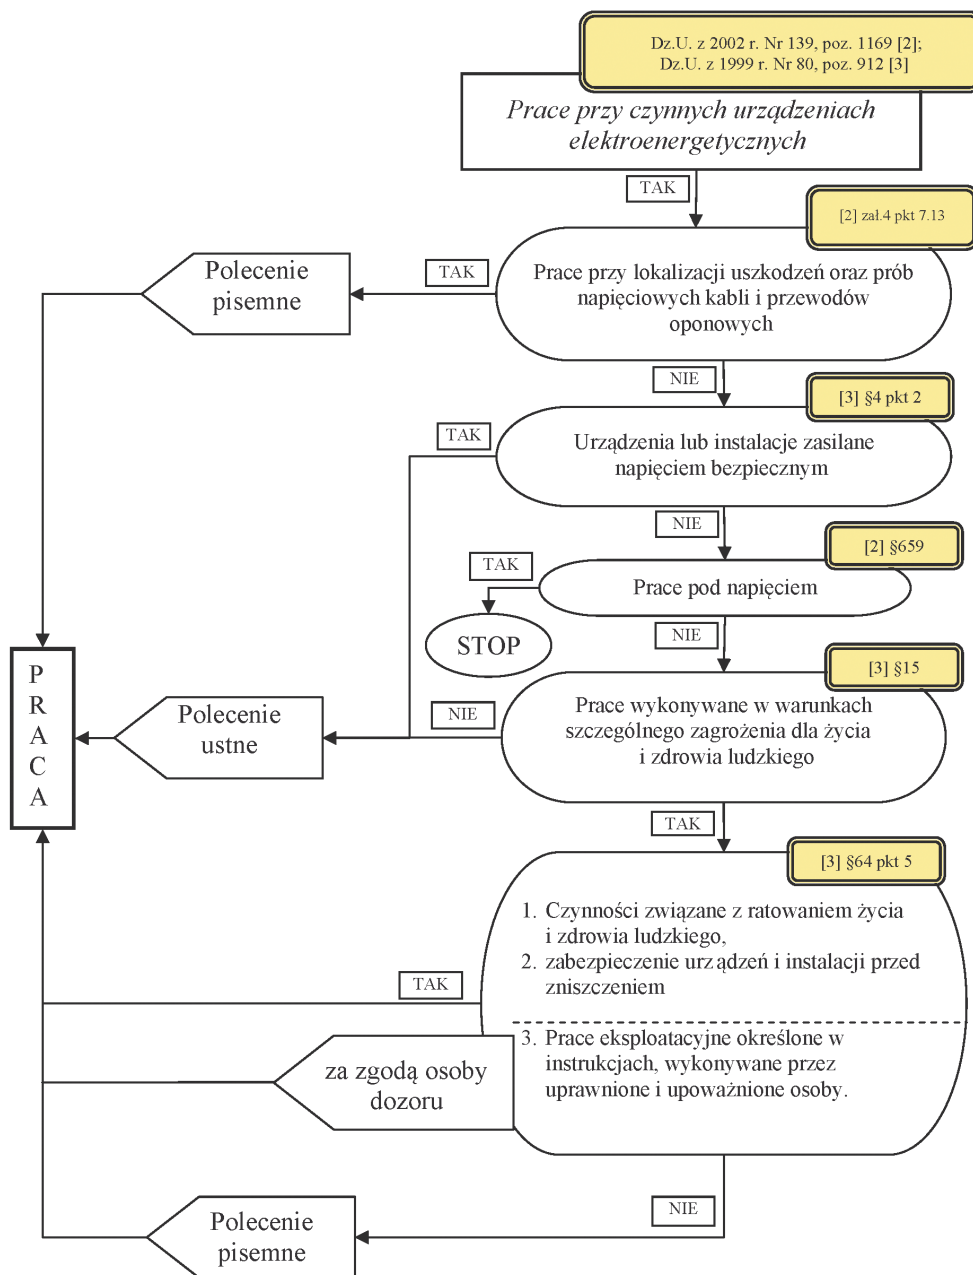 Dz.U. z 2002 r. Nr 139, poz. 1169 [2];
Dz.U. z 1999 r. Nr 80, poz. 912 [3]
Prace przy czynnych urządzeniach
elektroenergetycznych
TAK
[2] zał.4 pkt 7.13
Prace przy lokalizacji uszkodzeń oraz prób
napięciowych kabli i przewodów
oponowych
TAK
Polecenie
pisemne
NIE
[3] §4 pkt 2
Urządzenia lub instalacje zasilane
napięciem bezpiecznym
TAK
NIE
[2] §659
Prace pod napięciem
TAK
STOP
NIE
[3] §15
Prace wykonywane w warunkach
szczególnego zagrożenia dla życia
i zdrowia ludzkiego
NIE
Polecenie
ustne
P
R
A
C
A
TAK
[3] §64 pkt 5
1. Czynności związane z ratowaniem życia
i zdrowia ludzkiego,
2. zabezpieczenie urządzeń i instalacji przed
zniszczeniem
TAK
3. Prace eksploatacyjne określone w
instrukcjach, wykonywane przez
uprawnione i upoważnione osoby.
za zgodą osoby
dozoru
NIE
Polecenie
pisemne